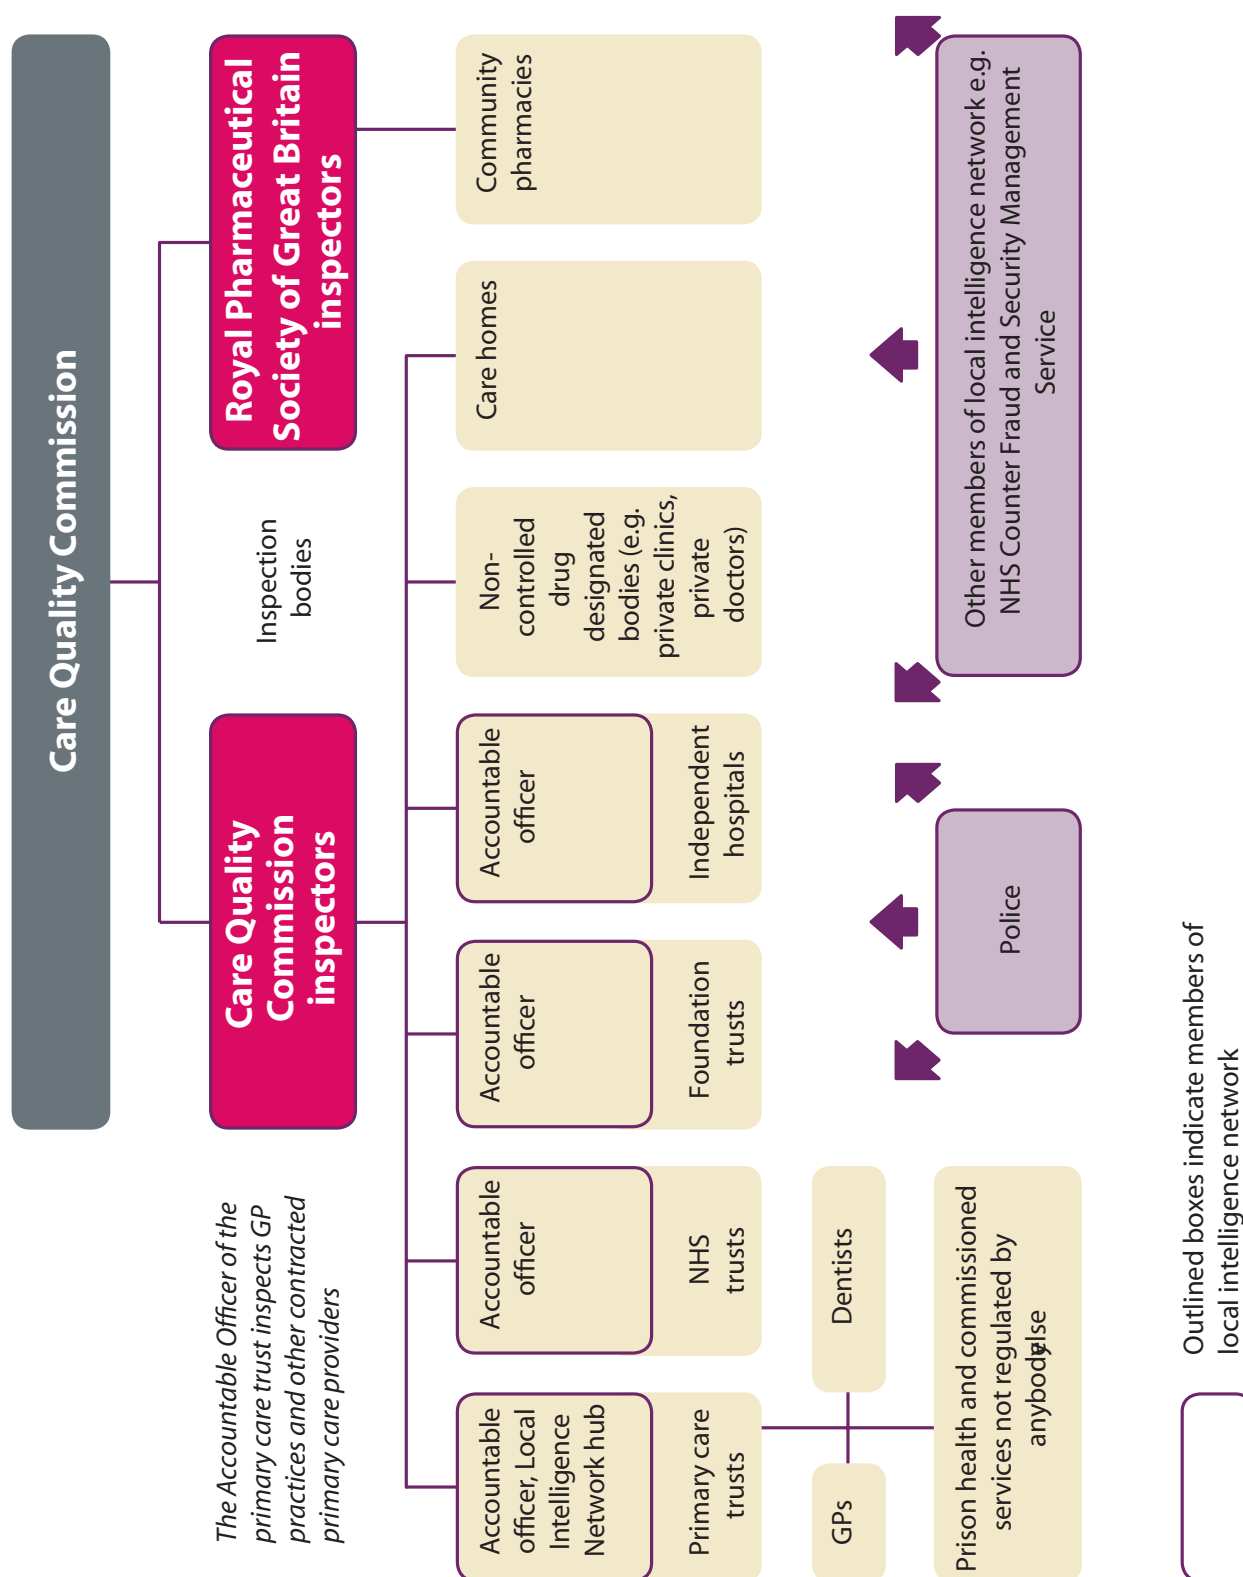 Care Quality Commission
The Accountable Officer of the
primary care trust inspects GP
practices and other contracted
primary care providers
Care Quality
Commission
inspectors
Inspection
bodies
Royal Pharmaceutical
Society of Great Britain
inspectors
Accountable
officer, Local
Intelligence
Network hub
Primary care
trusts
Accountable
officer
NHS
trusts
Accountable
officer
Foundation
trusts
Accountable
officer
Independent
hospitals
Non-
controlled
drug
designated
bodies (e.g.
private clinics,
private
doctors)
Care homes
Community
pharmacies
GPs
Dentists
Prison health and commissioned
services not regulated by
anybody else
Police
Other members of local intelligence network e.g.
NHS Counter Fraud and Security Management
Service
Outlined boxes indicate members of
local intelligence network